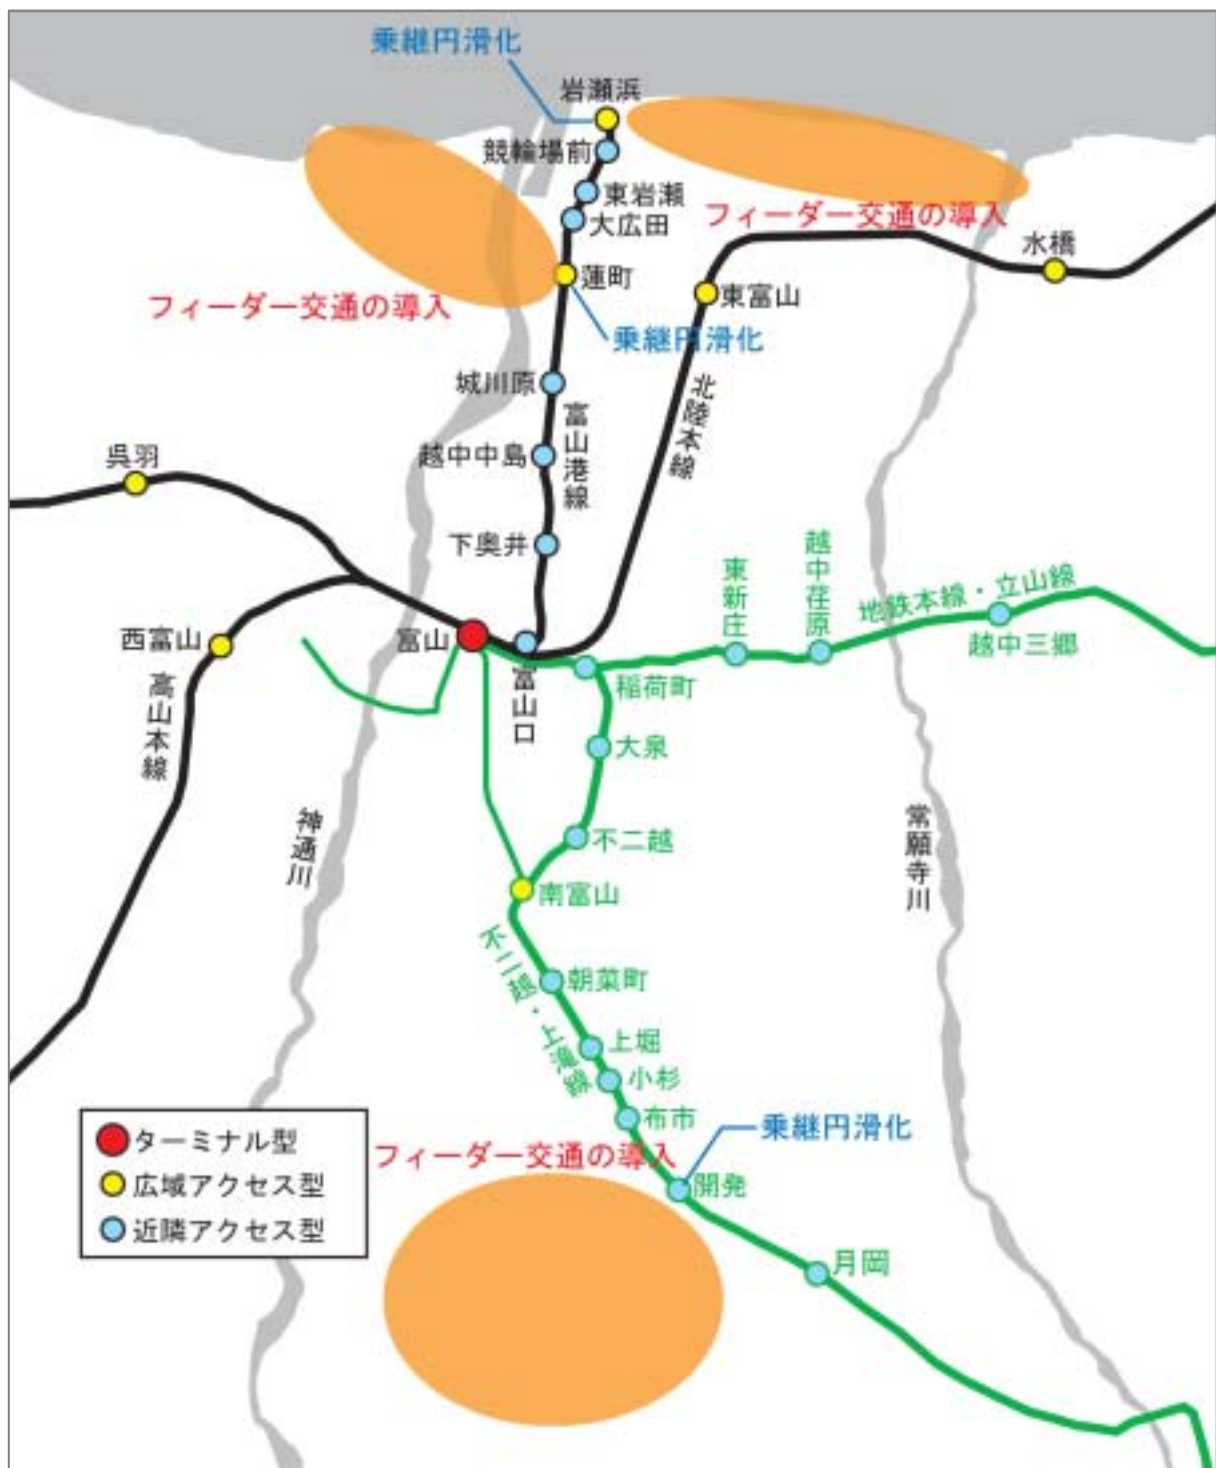 乗継円滑化
岩瀬浜
競輪場前
東岩瀬
大広田
フィーダー交通の導入
水橋
蓮町
東富山
フィーダー交通の導入
乗継円滑化
城川原
北陸本線
富山港線
越中中島
呉羽
下奥井
越中荏原
東新庄
地鉄本線・立山線
越中三郷
西富山
富山
富山口
稲荷町
高山本線
大泉
神通川
常願寺川
不二越
南富山
不二越・上滝線
朝菜町
上堀
小杉
布市
乗継円滑化
フィーダー交通の導入
開発
月岡
ターミナル型
広域アクセス型
近隣アクセス型